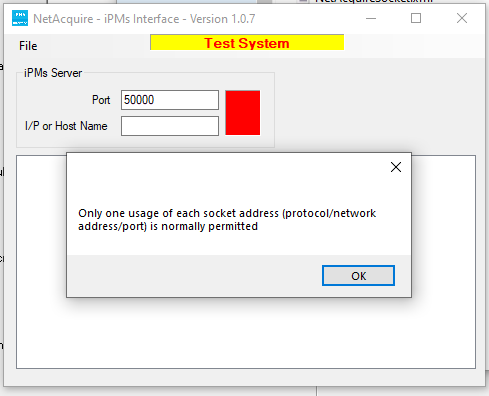 NetAcquire - iPMs Interface - Version 1.0.7
File
Test System
iPMs Server
Port 50000
I/P or Host Name
Only one usage of each socket address (protocol/network
address/port) is normally permitted
OK